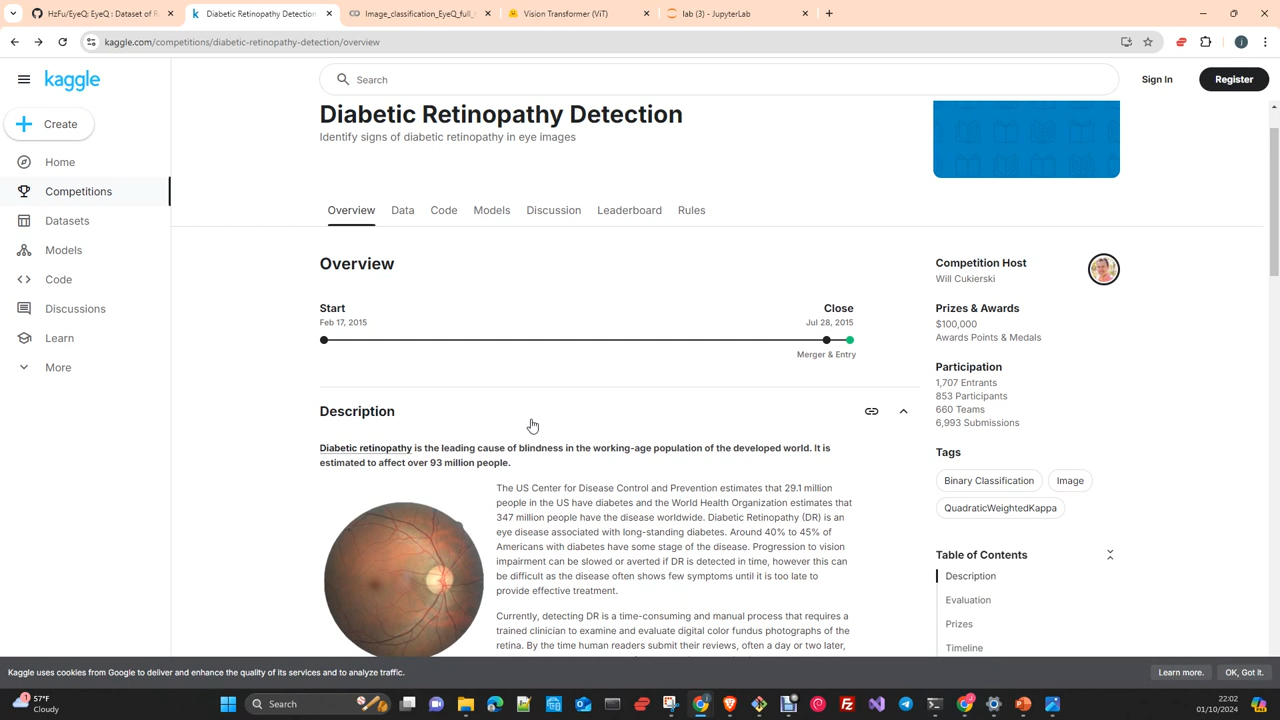 HzFu/EyeQ: EyeQ : Dataset of R
Diabetic Retinopathy Detection
Image_classification_EyeQ_full_
Vision Transformer (ViT)
lab (3) - JupyterLab
kaggle.com/competitions/diabetic-retinopathy-detection/overview
kaggle
Search
Sign In
Register
Create
Home
Competitions
Datasets
Models
Code
Discussions
Learn
More
Diabetic Retinopathy Detection
Identify signs of diabetic retinopathy in eye images
Overview Data Code Models Discussion Leaderboard Rules
Overview
Start
Close
Feb 17, 2015
Jul 28, 2015
Merger & Entry
Description
Diabetic retinopathy is the leading cause of blindness in the working-age population of the developed world. It is
estimated to affect over 93 million people.
The US Center for Disease Control and Prevention estimates that 29.1 million
people in the US have diabetes and the World Health Organization estimates that
347 million people have the disease worldwide. Diabetic Retinopathy (DR) is an
eye disease associated with long-standing diabetes. Around 40% to 45% of
Americans with diabetes have some stage of the disease. Progression to vision
impairment can be slowed or averted if DR is detected in time, however this can
be difficult as the disease often shows few symptoms until it is too late to
provide effective treatment.
Currently, detecting DR is a time-consuming and manual process that requires a
trained clinician to examine and evaluate digital color fundus photographs of the
retina. By the time human readers submit their reviews, often a day or two later,
Competition Host
Will Cukierski
Prizes & Awards
$100,000
Awards Points & Medals
Participation
1,707 Entrants
853 Participants
660 Teams
6,993 Submissions
Tags
Binary Classification
Image
QuadraticWeightedKappa
Table of Contents
Description
Evaluation
Prizes
Timeline
Kaggle uses cookies from Google to deliver and enhance the quality of its services and to analyze traffic.
Learn more.
OK, Got it.
57°F
Cloudy
Search
22:02
01/10/2024